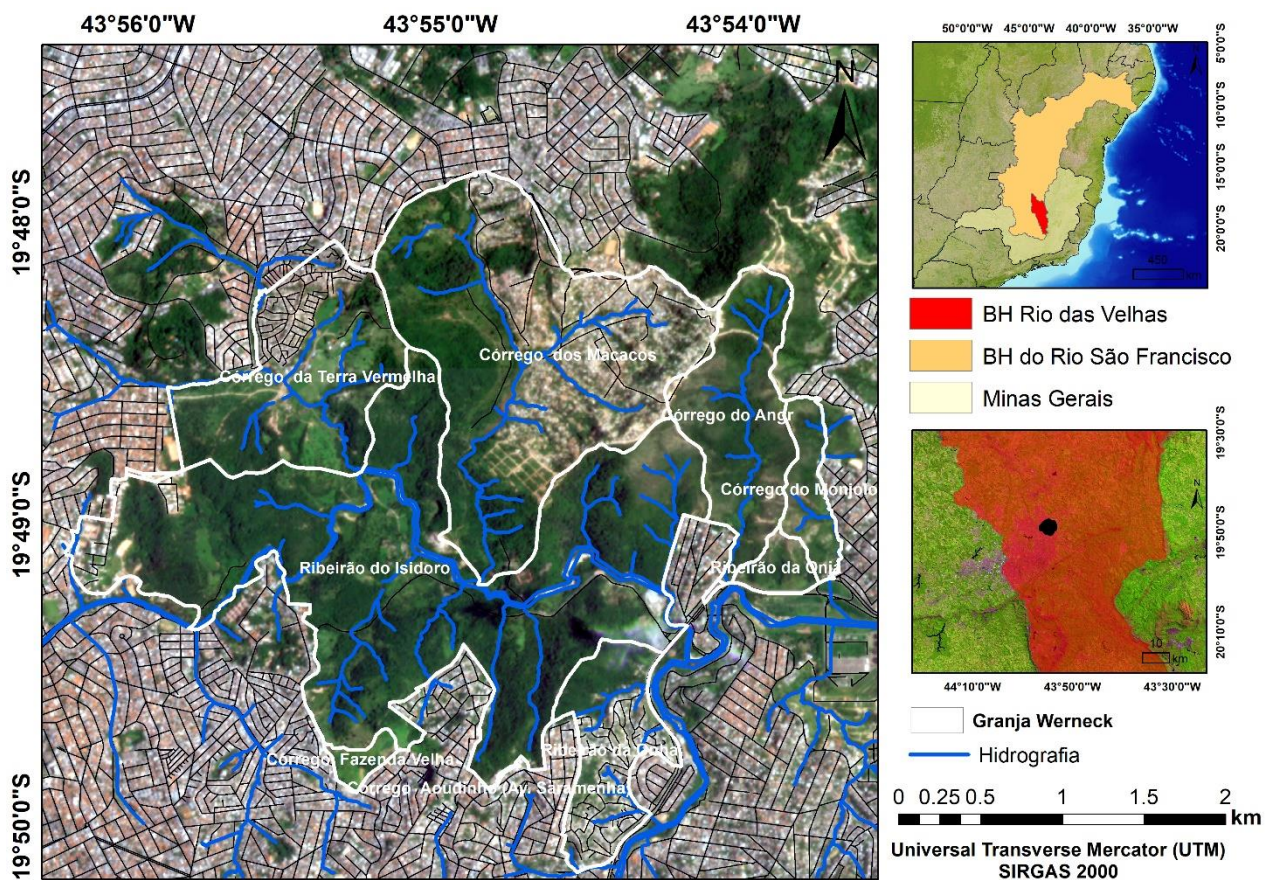 43°56'0"W
43°55'0"W
43°54'0"W
19°48'0"S
19°49'0"S
19°50'0"S
N
Córrego dos Macacos
Córrego da Terra Vermelha
Córrego do Angr
Córrego do Monjolo
Ribeirão do Isidoro
Ribeirão da Onça
Ribeirão da Onça
Córrego Fazenda Velha
Córrego (Av. Saramenha)
50°0'0"W
45°0'0"W
40°0'0"W
35°0'0"W
5°0'0"S
10°0'0"S
15°0'0"S
20°0'0"S
N
450
km
BH Rio das Velhas
BH do Rio São Francisco
Minas Gerais
19°30'0"S
19°50'0"S
20°10'0"S
N
10
km
44°10'0"W
43°50'0"W
43°30'0"W
Granja Werneck
Hidrografia
0 0.25 0.5 1 1.5 2
km
Universal Transverse Mercator (UTM)
SIRGAS 2000